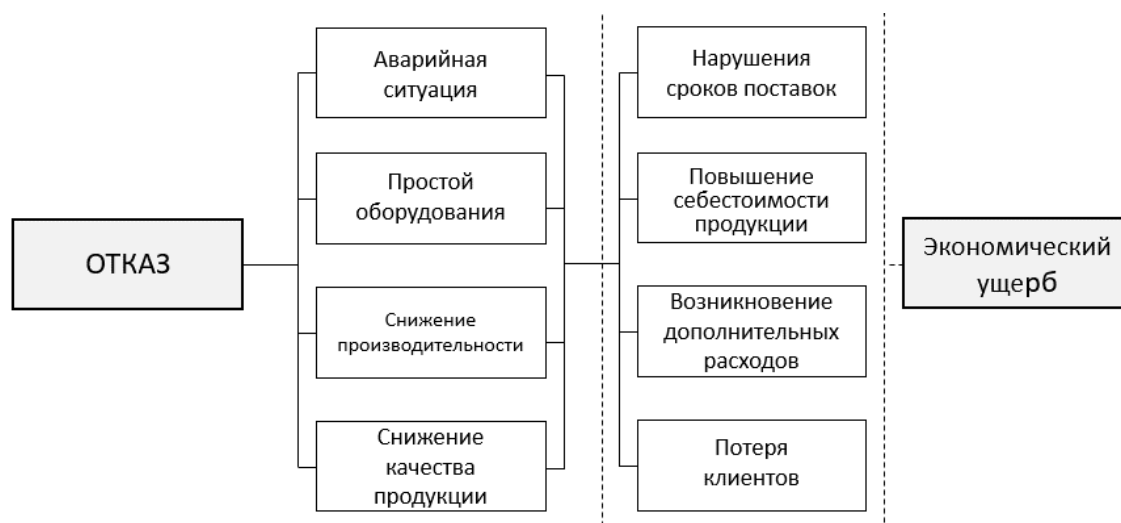 ОТКАЗ
Аварийная
ситуация
Простой
оборудования
Снижение
производительности
Снижение
качества
продукции
Нарушения
сроков поставок
Повышение
себестоимости
продукции
Возникновение
дополнительных
расходов
Потеря
клиентов
Экономический
ущерб